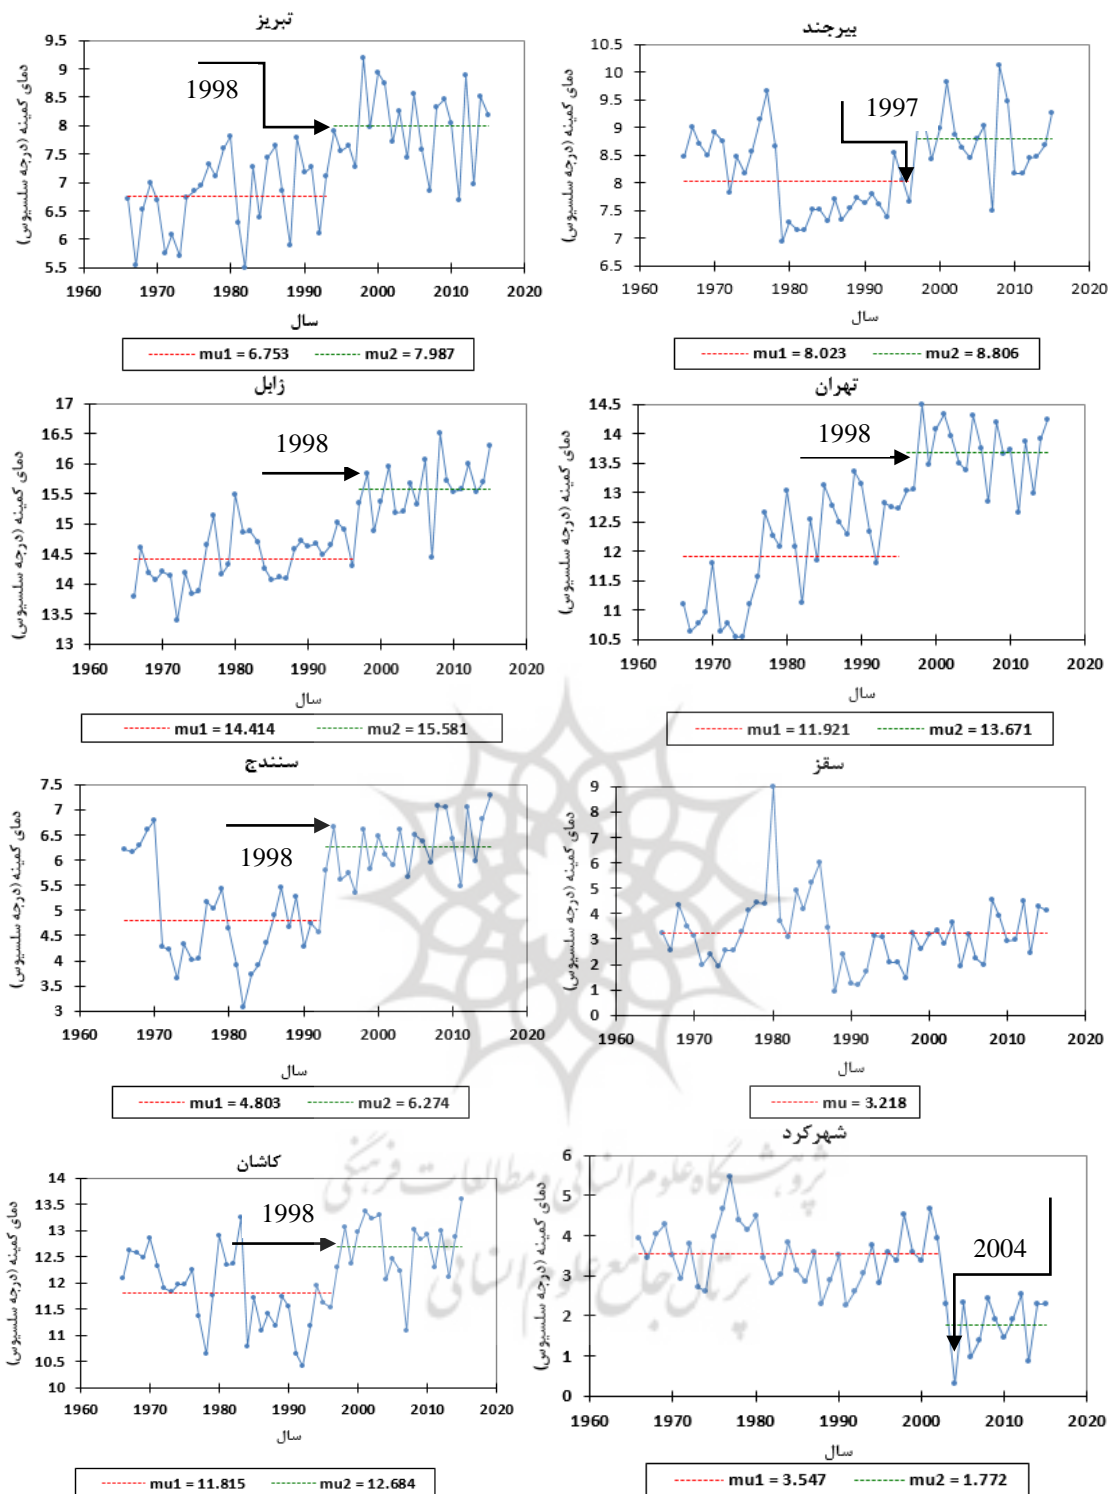 تبریز
دمای کمینه (درجه سلسیوس)
9.5
9
8.5
8
7.5
7
6.5
6
5.5
1998
1960 1970 1980 1990 2000 2010 2020
سال
mu1 = 6.753 mu2 = 7.987
بیرجند
دمای کمینه (درجه سلسیوس)
10.5
10
9.5
9
8.5
8
7.5
7
6.5
1997
1960 1970 1980 1990 2000 2010 2020
سال
mu1 = 8.023 mu2 = 8.806
زابل
دمای کمینه (درجه سلسیوس)
17
16.5
16
15.5
15
14.5
14
13.5
13
1998
1960 1970 1980 1990 2000 2010 2020
سال
mu1 = 14.414 mu2 = 15.581
تهران
دمای کمینه (درجه سلسیوس)
14.5
13.5
12.5
11.5
10.5
1998
1960 1970 1980 1990 2000 2010 2020
سال
mu1 = 11.921 mu2 = 13.671
سنندج
دمای کمینه (درجه سلسیوس)
7.5
7
6.5
6
5.5
5
4.5
4
3.5
3
1998
1960 1970 1980 1990 2000 2010 2020
سال
mu1 = 4.803 mu2 = 6.274
سقز
دمای کمینه (درجه سلسیوس)
9
8
7
6
5
4
3
2
1
0
1960 1970 1980 1990 2000 2010 2020
سال
mu = 3.218
کاشان
دمای کمینه (درجه سلسیوس)
14
13.5
13
12.5
12
11.5
11
10.5
10
1998
1960 1970 1980 1990 2000 2010 2020
سال
mu1 = 11.815 mu2 = 12.684
شهرکرد
دمای کمینه (درجه سلسیوس)
6
5
4
3
2
1
0
2004
1960 1970 1980 1990 2000 2010 2020
سال
mu1 = 3.547 mu2 = 1.772
پژوهشگاه علوم انسانی و مطالعات فرهنگی
پرتال جامع علوم انسانی